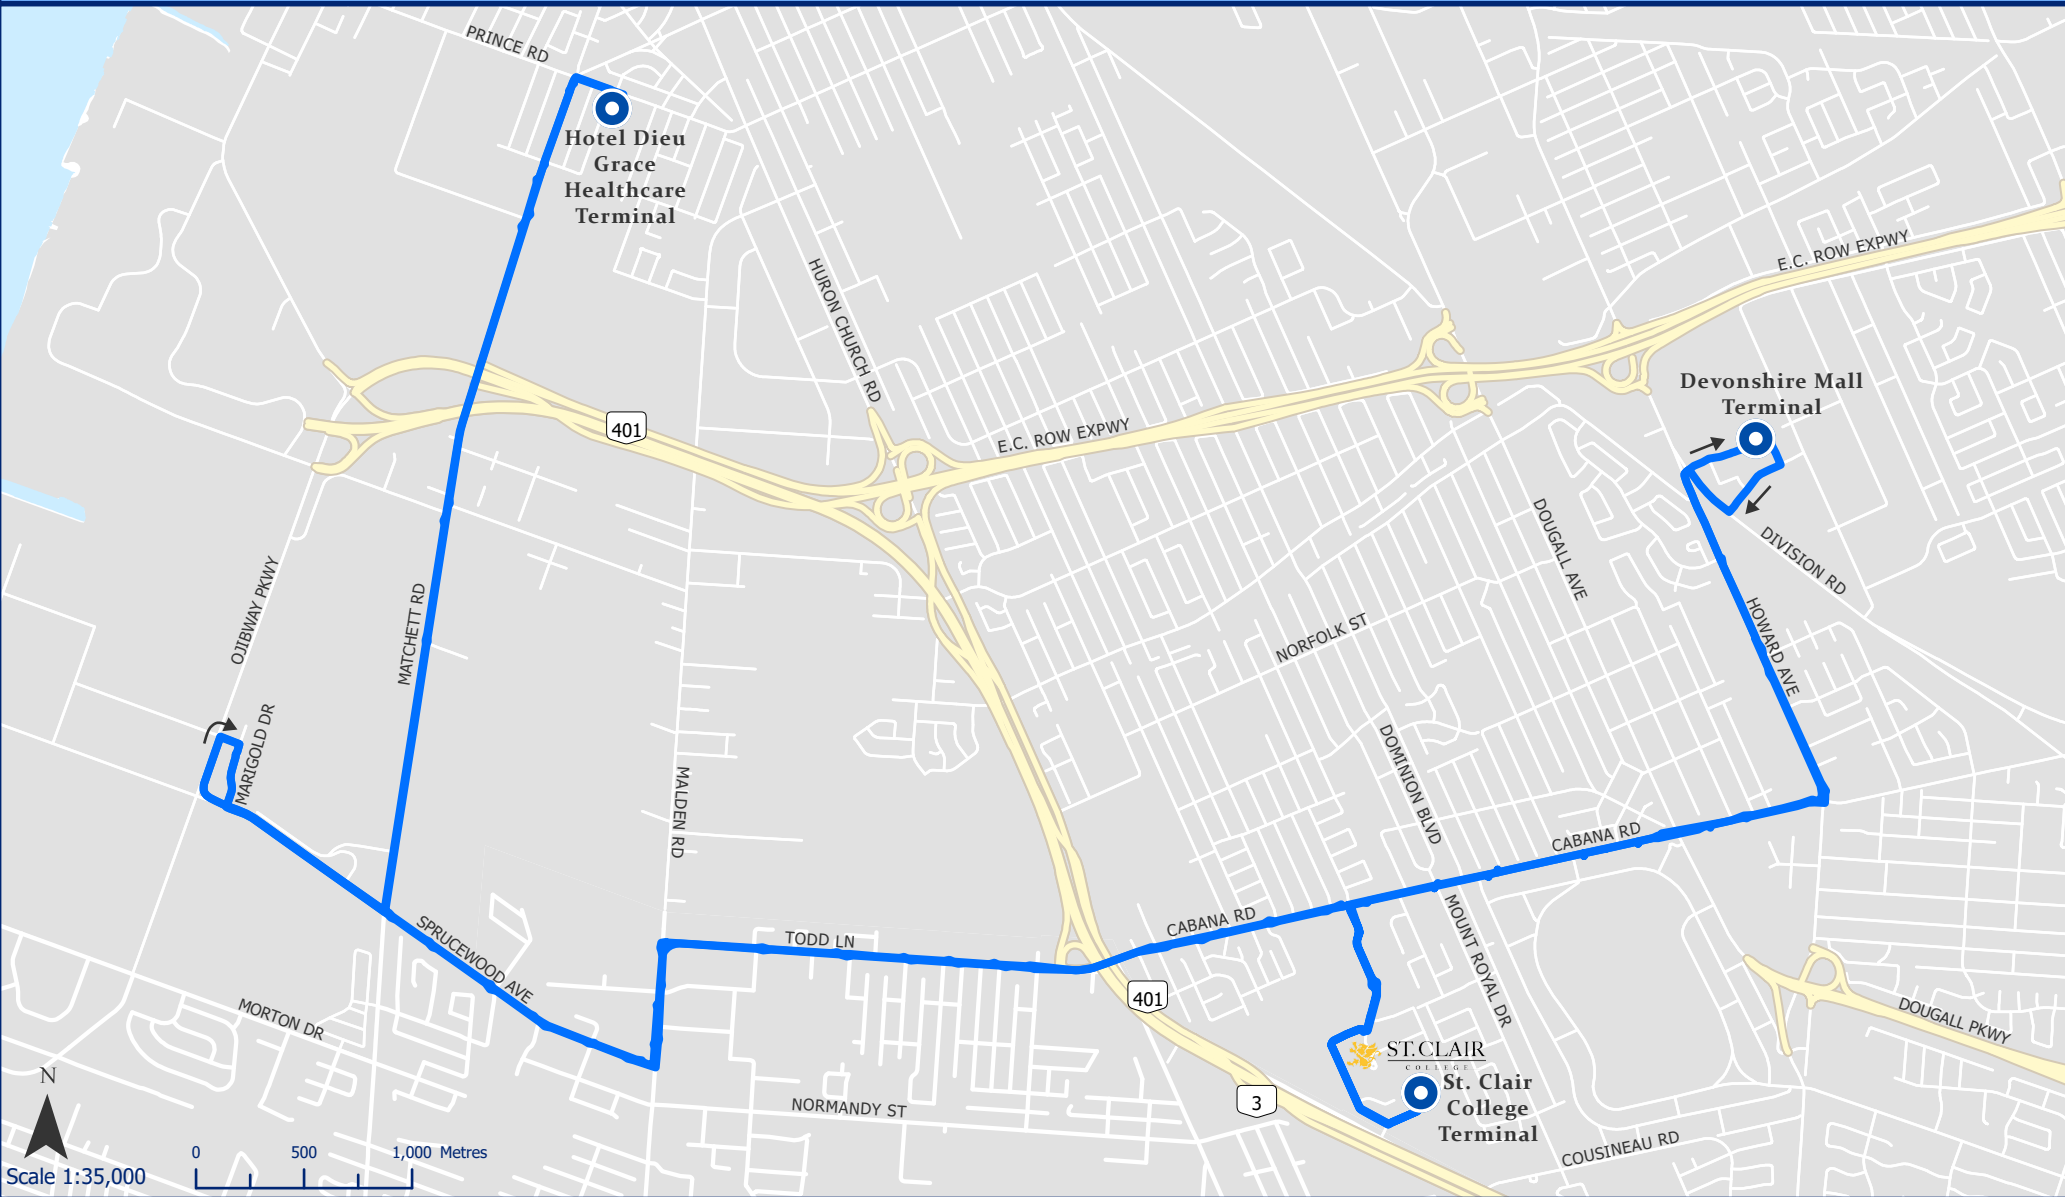 PRINCE RD
Hotel Dieu
Grace
Healthcare
Terminal
HURON CHURCH RD
E.C. ROW EXPWY
E.C. ROW EXPWY
401
Devonshire Mall
Terminal
DIVISION RD
DOUGALL AVE
HOWARD AVE
NORFOLK ST
OJIBWAY PKWY
MATCHETT RD
MARIGOLD DR
MALDEN RD
DOMINION BLVD
CABANA RD
CABANA RD
TODD LN
SPRUCEWOOD AVE
MOUNT ROYAL DR
401
MORTON DR
DOUGALL PKWY
ST. CLAIR
COLLEGE
St. Clair
College
Terminal
3
NORMANDY ST
COUSINEAU RD
N
0 500 1,000 Metres
Scale 1:35,000